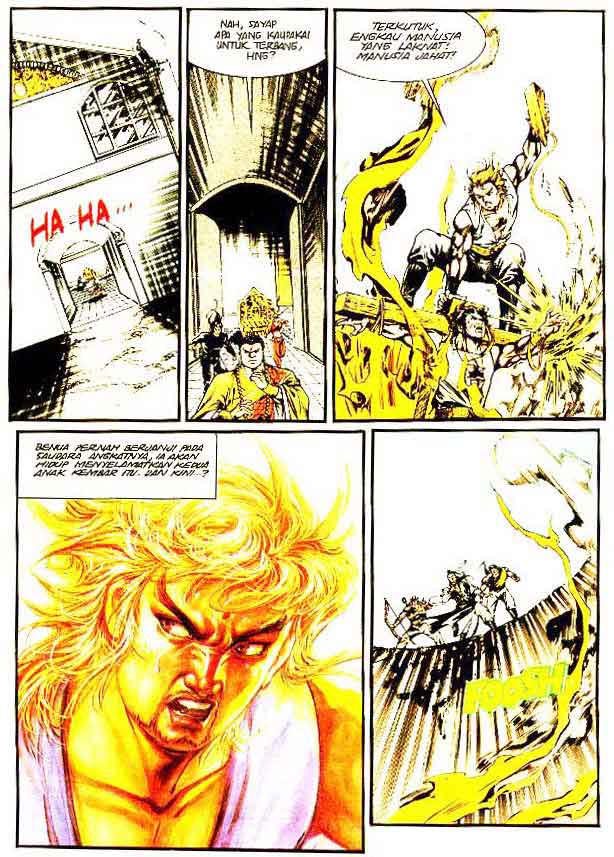 HA-HA...
NAH, SAYAP
APA YANG KAUPAKAI
UNTUK TERBANG,
HNG?
TERKUTUK,
ENGKAU MANUSIA
YANG LAKNAT!
MANUSIA JAHAT!
BENUA PERNAH BERJANJI PADA
SAUDARA ANGKATNYA, IA AKAN
HIDUP MENYELAMATKAN KEDUA
ANAK KEMBAR ITU. DAN KINI...?
FOOSH